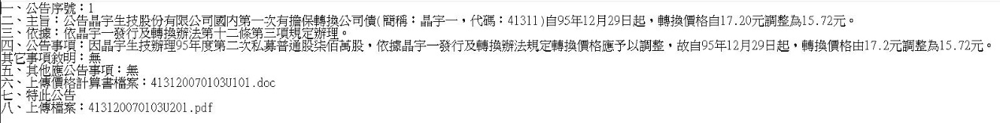 一、公告序號：1
二、主旨：公告晶宇生技股份有限公司國內第一次有擔保轉換公司債(簡稱：晶宇一，代碼：41311)自95年12月29日起，轉換價格自17.20元調整為15.72元。
三、依據：依晶宇一發行及轉換辦法第十二條第三項規定辦理。
四、公告事項：因晶宇生技辦理95年度第二次私募普通股柒佰萬股，依據晶宇一發行及轉換辦法規定轉換價格應予以調整，故自95年12月29日起，轉換價格由17.2元調整為15.72元。
其它事項敘明：無
五、其他應公告事項：無
六、上傳價格計算書檔案：413120070103U101.doc
七、特此公告
八、上傳檔案：413120070103U201.pdf